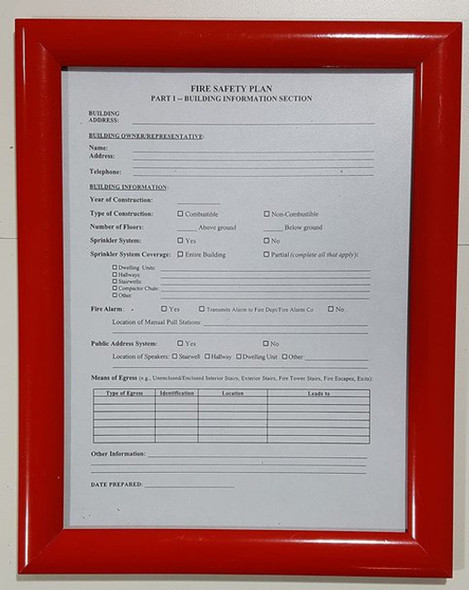 FIRE SAFETY PLAN
PART I -- BUILDING INFORMATION SECTION
BUILDING
ADDRESS:
BUILDING OWNER/REPRESENTATIVE:
Name:
Address:
Telephone:
BUILDING INFORMATION:
Year of Construction:
Type of Construction: ☐ Combustible ☐ Non-Combustible
Number of Floors: Above ground Below ground
Sprinkler System: ☐ Yes ☐ No
Sprinkler System Coverage: ☐ Entire Building ☐ Partial (complete all that apply):
☐ Dwelling Units:
☐ Hallways:
☐ Stairwells:
☐ Compactor Chute:
☐ Other:
Fire Alarm: ☐ Yes ☐ Transmits Alarm to Fire Dept/Fire Alarm Co ☐ No
Location of Manual Pull Stations:
Public Address System: ☐ Yes ☐ No
Location of Speakers: ☐ Stairwell ☐ Hallway ☐ Dwelling Unit ☐ Other:
Means of Egress (e.g., Unenclosed/Enclosed Interior Stairs, Exterior Stairs, Fire Tower Stairs, Fire Escapes, Exits):
Type of Egress Identification Location Leads to
Other Information:
DATE PREPARED: